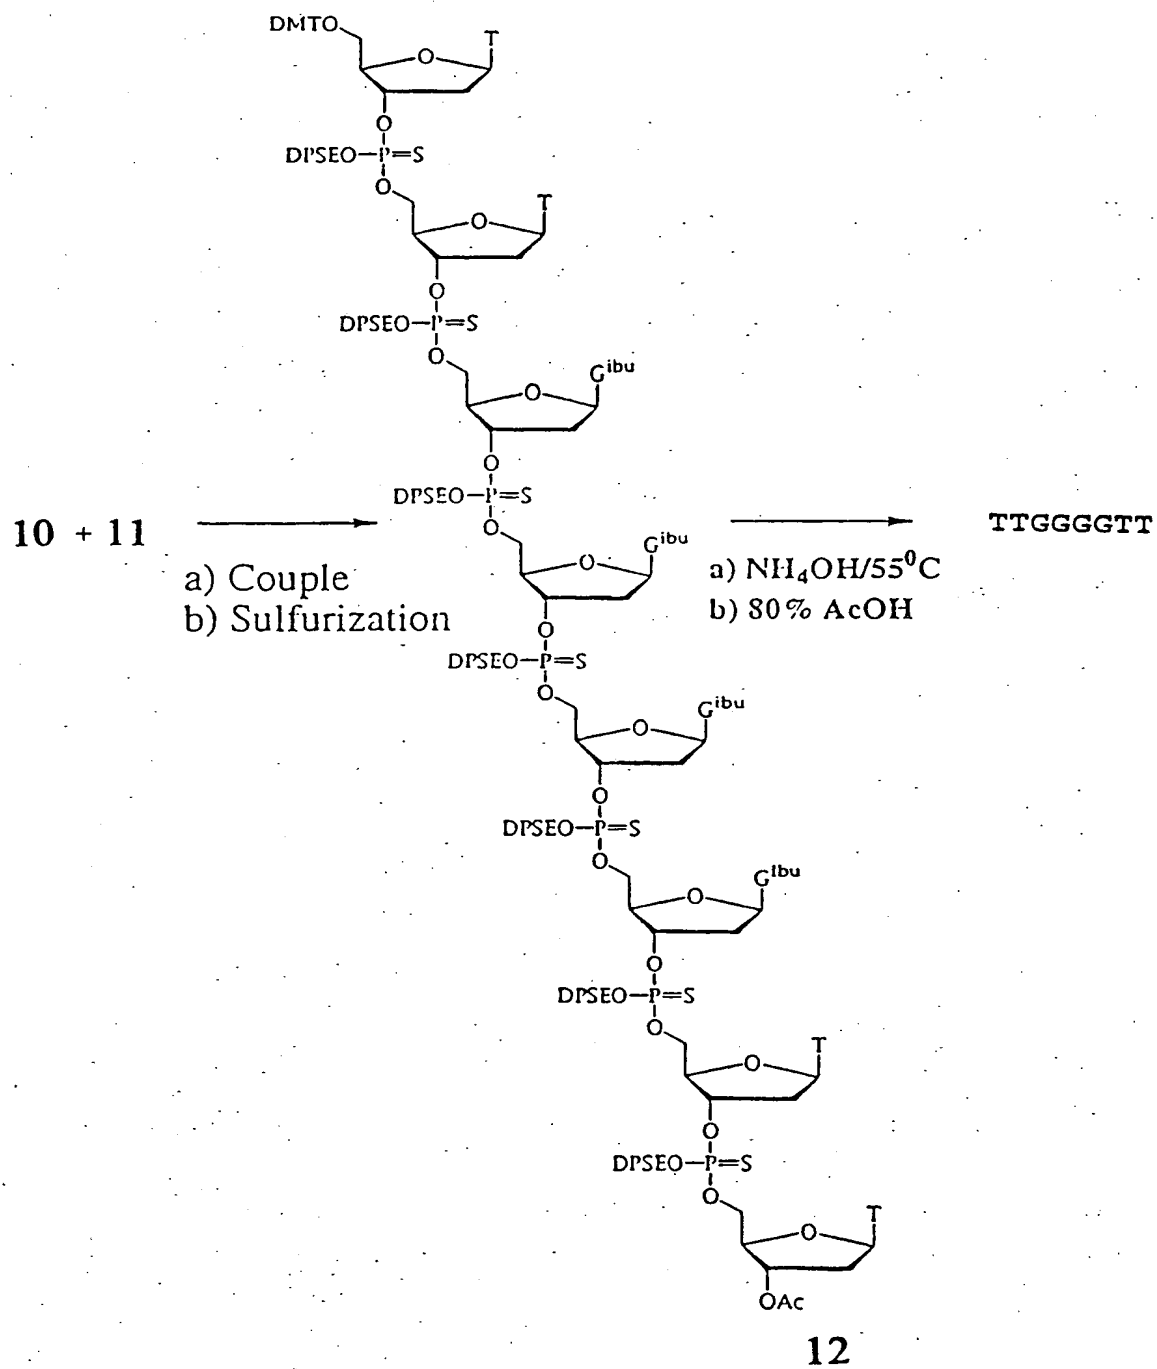 DMTO
O
T
O
DPSEO-P=S
O
O
T
O
DPSEO-P=S
O
O
Gibu
O
DPSEO-P=S
O
O
Gibu
10 + 11
a) Couple
b) Sulfurization
a) NH4OH/55⁰C
b) 80% AcOH
TTGGGGTT
O
DPSEO-P=S
O
O
Gibu
O
DPSEO-P=S
O
O
Gibu
O
DPSEO-P=S
O
O
T
O
DPSEO-P=S
O
O
T
OAc
12